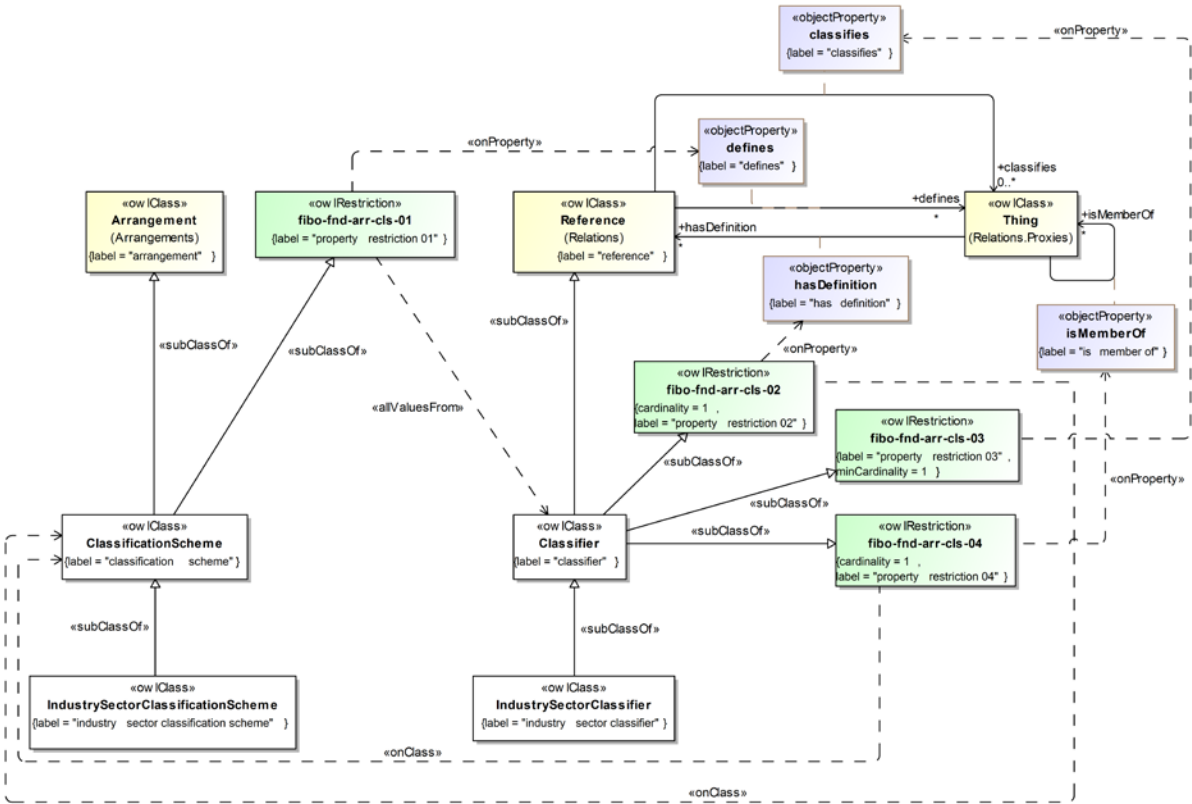 «objectProperty»
classifies
{label = "classifies" }
«onProperty»
«objectProperty»
defines
{label = "defines" }
«onProperty»
+classifies
0..*
«owlClass»
Arrangement
(Arrangements)
{label = "arrangement" }
«owlRestriction»
fibo-fnd-arr-cls-01
{label = "property restriction 01" }
«owlClass»
Reference
(Relations)
{label = "reference" }
+defines
*
+hasDefinition
*
«owlClass»
Thing
(Relations.Proxies)
+isMemberOf
*
«objectProperty»
hasDefinition
{label = "has definition" }
«objectProperty»
isMemberOf
{label = "is member of" }
«subClassOf»
«subClassOf»
«subClassOf»
«onProperty»
«allValuesFrom»
«owlRestriction»
fibo-fnd-arr-cls-02
{cardinality = 1 ,
label = "property restriction 02" }
«owlRestriction»
fibo-fnd-arr-cls-03
{label = "property restriction 03" ,
minCardinality = 1 }
«subClassOf»
«subClassOf»
«subClassOf»
«onProperty»
«owlClass»
ClassificationScheme
{label = "classification scheme" }
«owlClass»
Classifier
{label = "classifier" }
«owlRestriction»
fibo-fnd-arr-cls-04
{cardinality = 1 ,
label = "property restriction 04" }
«subClassOf»
«subClassOf»
«owlClass»
IndustrySectorClassificationScheme
{label = "industry sector classification scheme" }
«owlClass»
IndustrySectorClassifier
{label = "industry sector classifier" }
«onClass»
«onClass»